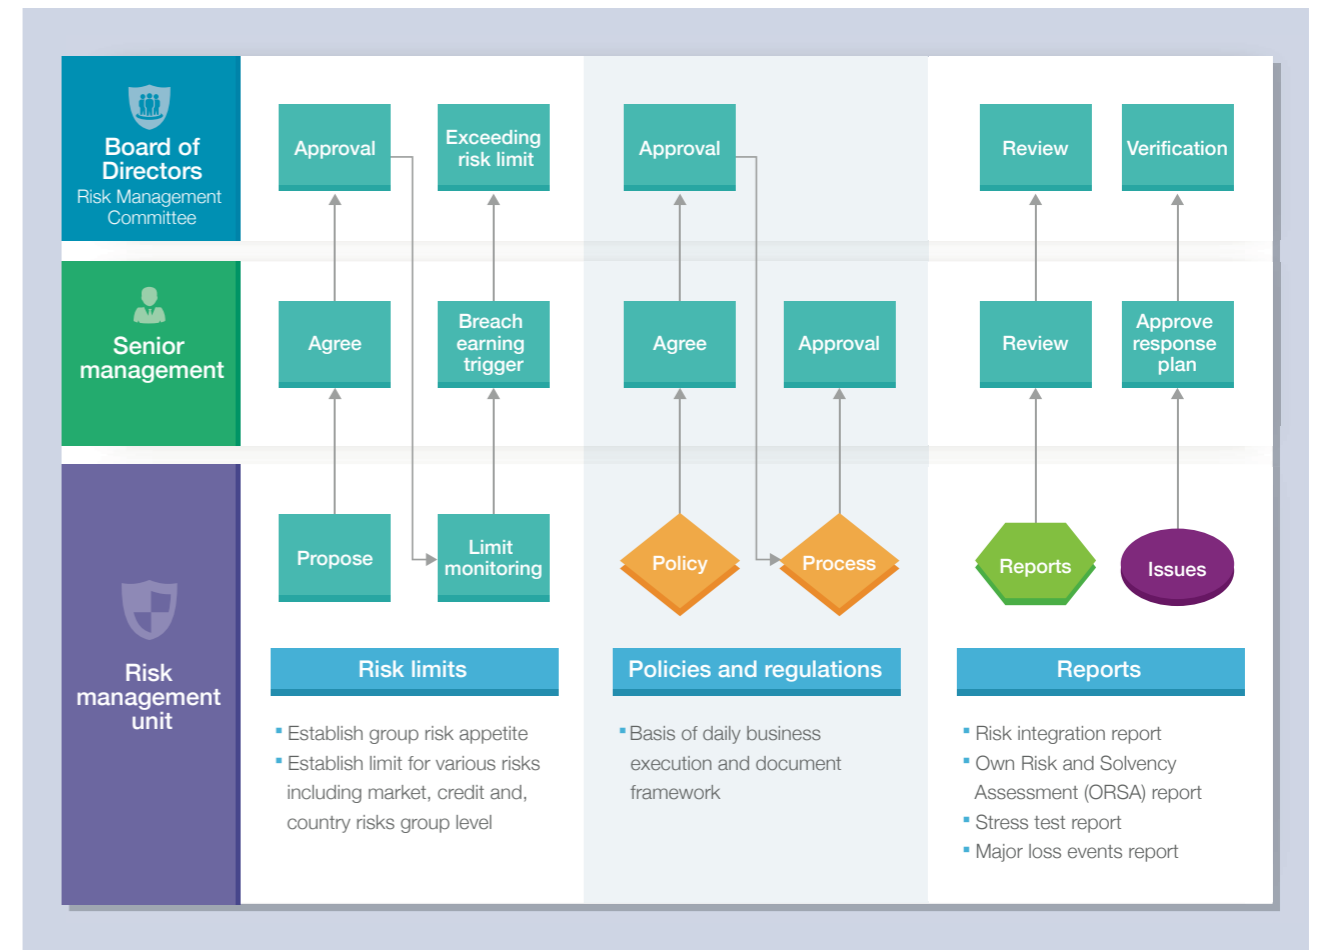 Board of
Directors
Risk Management
Committee
Approval
Exceeding
risk limit
Approval
Review
Verification
Senior
management
Agree
Breach
earning
trigger
Agree
Approval
Review
Approve
response
plan
Risk
management
unit
Propose
Limit
monitoring
Policy
Process
Reports
Issues
Risk limits
▪ Establish group risk appetite
▪ Establish limit for various risks
including market, credit and,
country risks group level
Policies and regulations
▪ Basis of daily business
execution and document
framework
Reports
▪ Risk integration report
▪ Own Risk and Solvency
Assessment (ORSA) report
▪ Stress test report
▪ Major loss events report